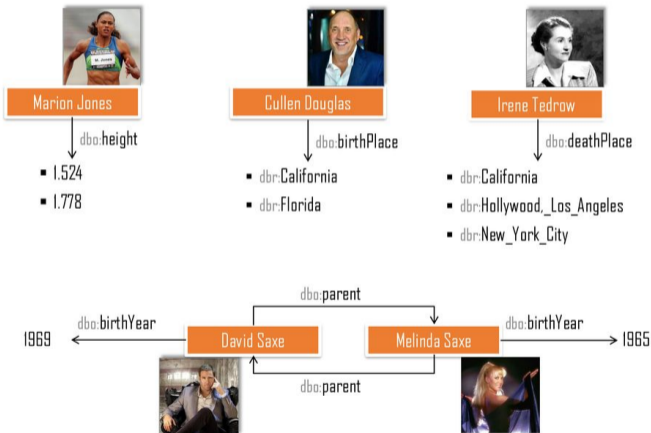 M. Jones
Marion Jones
Cullen Douglas
Irene Tedrow
dbo:height
dbo:birthPlace
dbo:deathPlace
▪ 1.524
▪ 1.778
▪ dbr:California
▪ dbr:Florida
▪ dbr:California
▪ dbr:Hollywood,_Los_Angeles
▪ dbr:New_York_City
dbo:parent
dbo:birthYear
dbo:birthYear
1969
David Saxe
Melinda Saxe
1965
dbo:parent